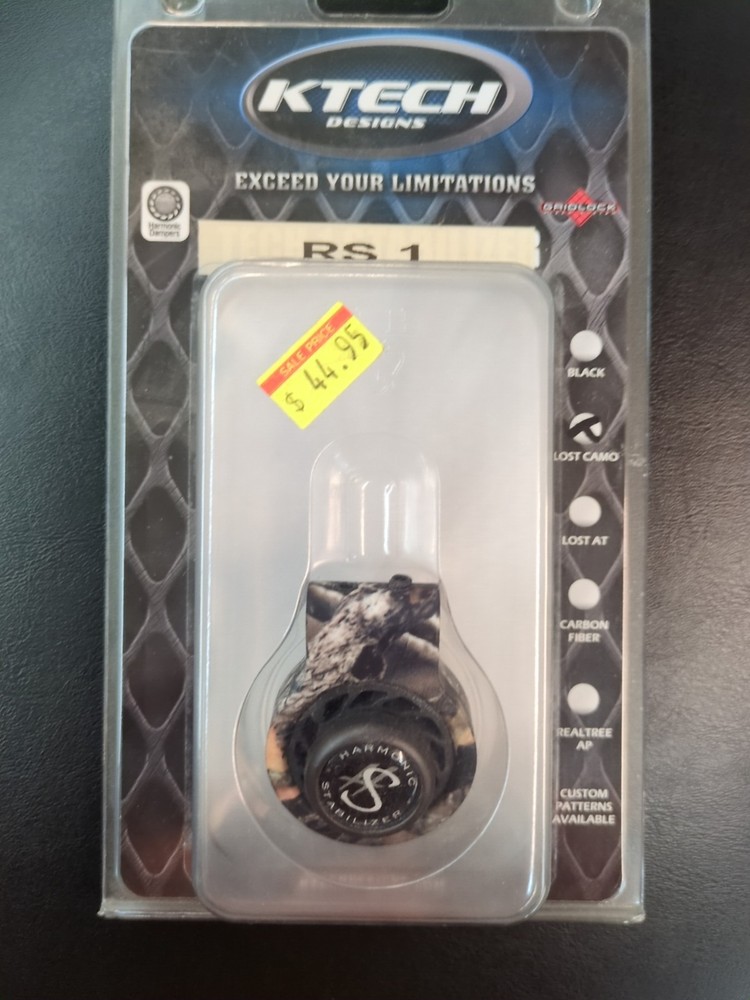 KTECH
DESIGNS
EXCEED YOUR LIMITATIONS
Harmonic
Dampers
GRIDLOCK
RS 1
SALE PRICE
$ 44.95
BLACK
LOST CAMO
LOST AT
CARBON
FIBER
REALTREE
AP
CUSTOM
PATTERNS
AVAILABLE
HARMONIC
S
STABILIZER